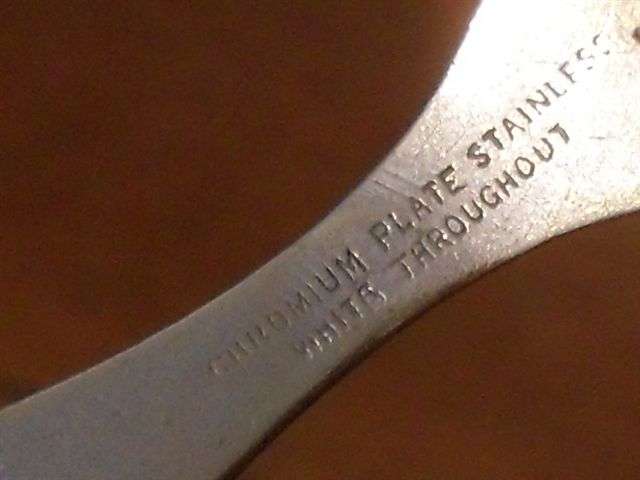 CHROMIUM PLATE STAINLESS
WHITE THROUGHOUT